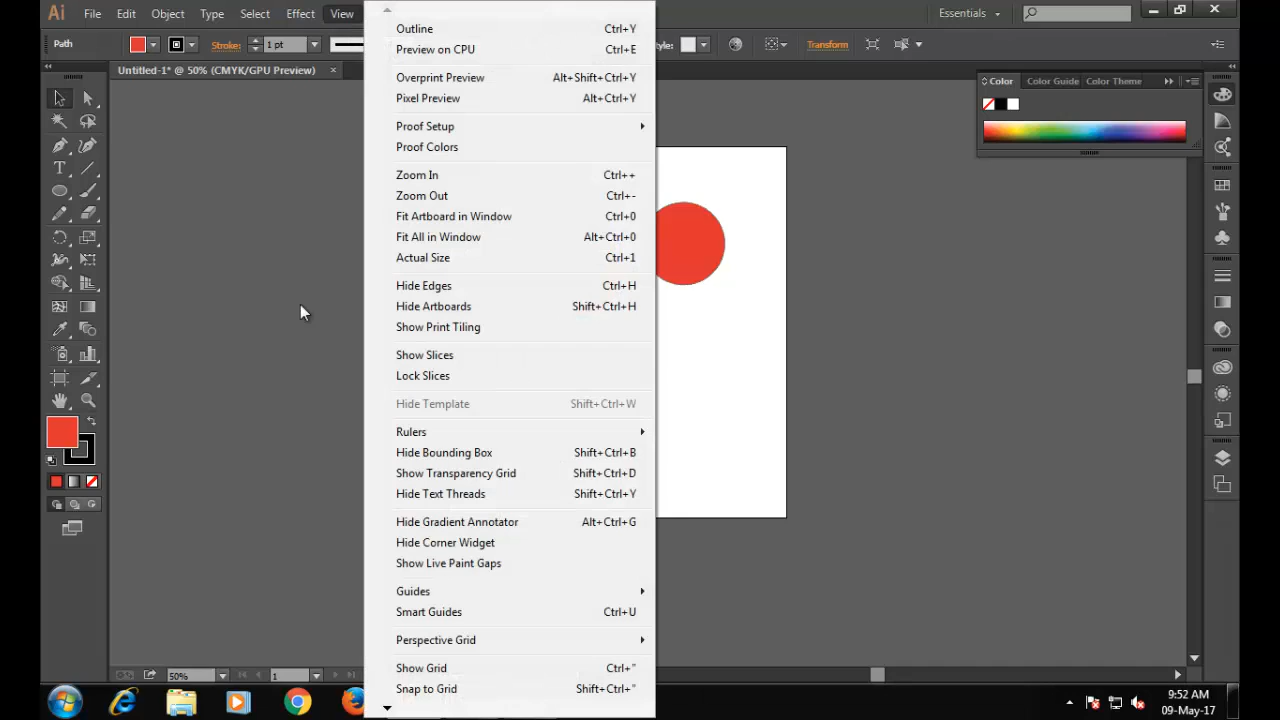 Ai File Edit Object Type Select Effect View Essentials
Path Stroke: 1 pt Style: Transform
Untitled-1* @ 50% (CMYK/GPU Preview) ×
Color Color Guide Color Theme
Outline Ctrl+Y
Preview on CPU Ctrl+E
Overprint Preview Alt+Shift+Ctrl+Y
Pixel Preview Alt+Ctrl+Y
Proof Setup
Proof Colors
Zoom In Ctrl++
Zoom Out Ctrl+-
Fit Artboard in Window Ctrl+0
Fit All in Window Alt+Ctrl+0
Actual Size Ctrl+1
Hide Edges Ctrl+H
Hide Artboards Shift+Ctrl+H
Show Print Tiling
Show Slices
Lock Slices
Hide Template Shift+Ctrl+W
Rulers
Hide Bounding Box Shift+Ctrl+B
Show Transparency Grid Shift+Ctrl+D
Hide Text Threads Shift+Ctrl+Y
Hide Gradient Annotator Alt+Ctrl+G
Hide Corner Widget
Show Live Paint Gaps
Guides
Smart Guides Ctrl+U
Perspective Grid
Show Grid Ctrl+"
Snap to Grid Shift+Ctrl+"
50% 1
9:52 AM
09-May-17